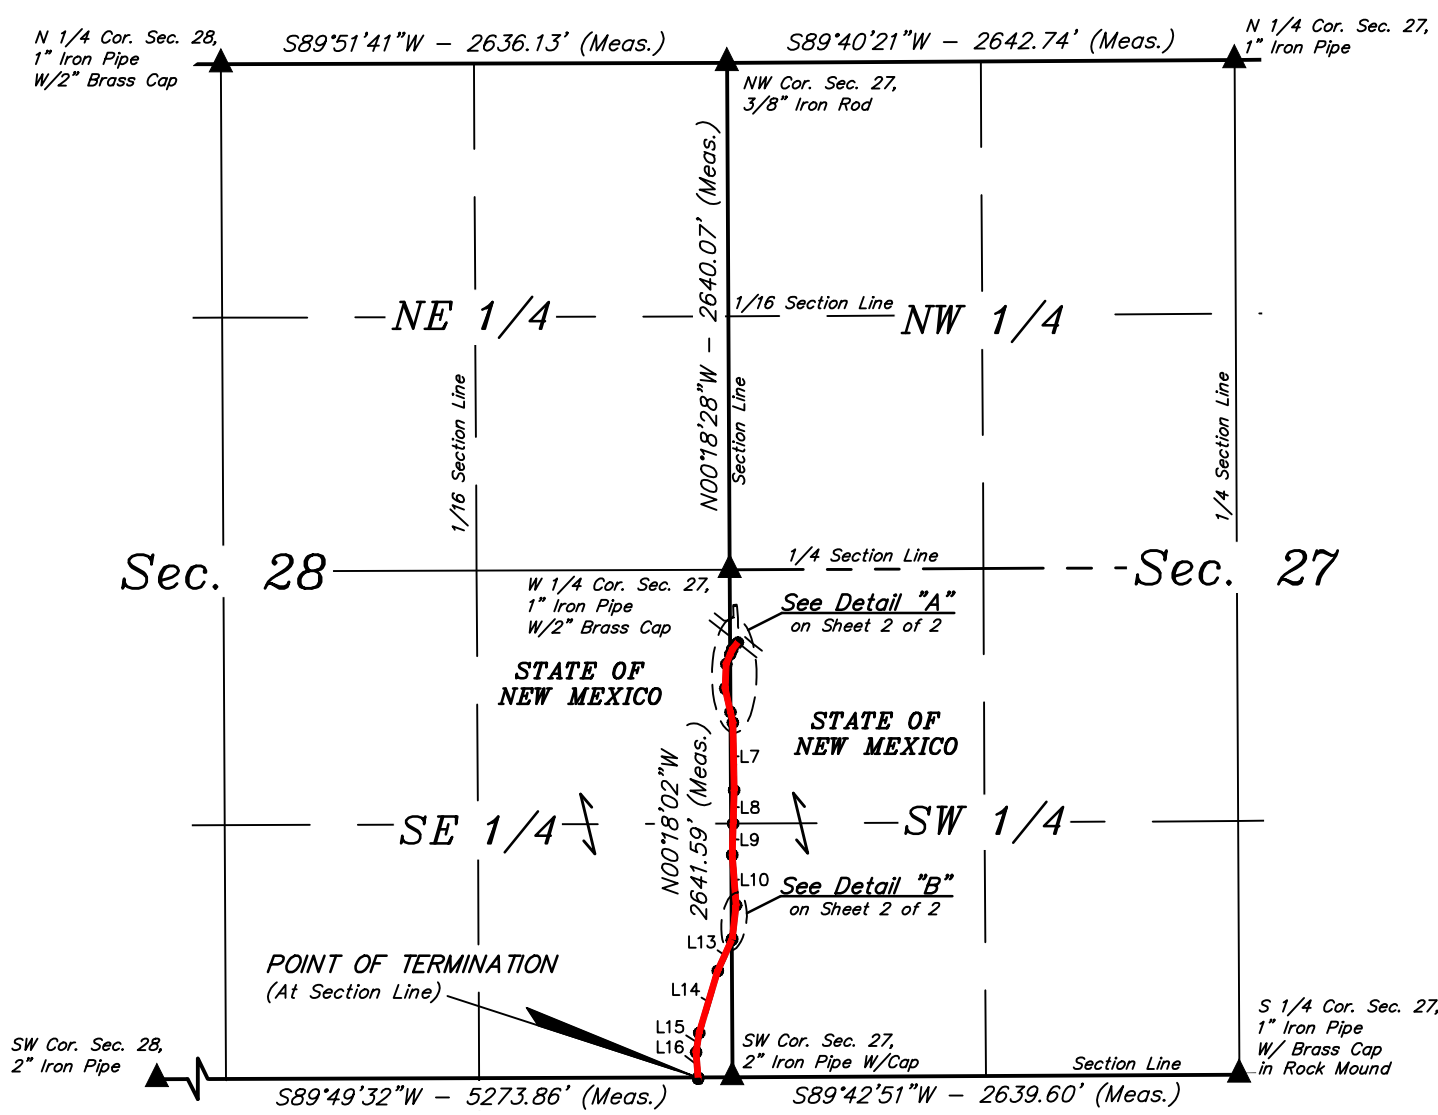 N 1/4 Cor. Sec. 28,
1" Iron Pipe
W/2" Brass Cap
S89°51'41"W - 2636.13' (Meas.)
S89°40'21"W - 2642.74' (Meas.)
N 1/4 Cor. Sec. 27,
1" Iron Pipe
NW Cor. Sec. 27,
3/8" Iron Rod
N00°18'28"W - 2640.07' (Meas.)
NE 1/4
1/16 Section Line
NW 1/4
1/16 Section Line
Section Line
1/4 Section Line
Sec. 28
1/4 Section Line
Sec. 27
W 1/4 Cor. Sec. 27,
1" Iron Pipe
W/2" Brass Cap
See Detail "A"
on Sheet 2 of 2
STATE OF
NEW MEXICO
STATE OF
NEW MEXICO
L7
N00°18'02"W
2641.59' (Meas.)
L8
SE 1/4
SW 1/4
L9
L10
See Detail "B"
on Sheet 2 of 2
L13
POINT OF TERMINATION
(At Section Line)
L14
L15
L16
SW Cor. Sec. 28,
2" Iron Pipe
SW Cor. Sec. 27,
2" Iron Pipe W/Cap
Section Line
S 1/4 Cor. Sec. 27,
1" Iron Pipe
W/ Brass Cap
in Rock Mound
S89°49'32"W - 5273.86' (Meas.)
S89°42'51"W - 2639.60' (Meas.)